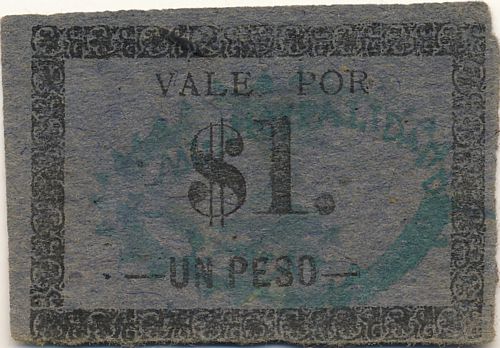 VALE POR
$1.
—UN PESO—